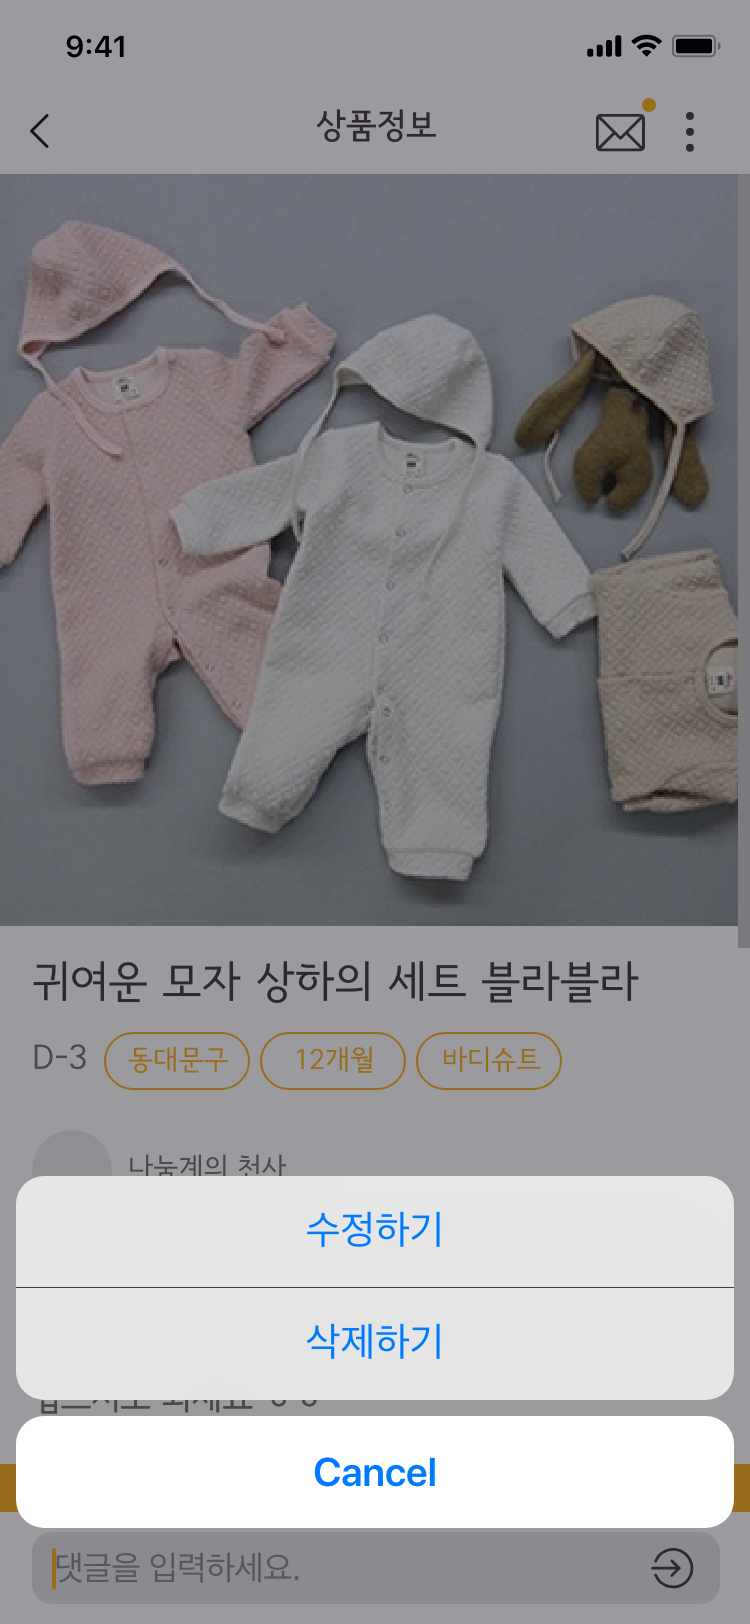 9:41
상품정보
귀여운 모자 상하의 세트 블라블라
D-3 동대문구 12개월 바디슈트
나눔계의 천사
수정하기
삭제하기
Cancel
댓글을 입력하세요.